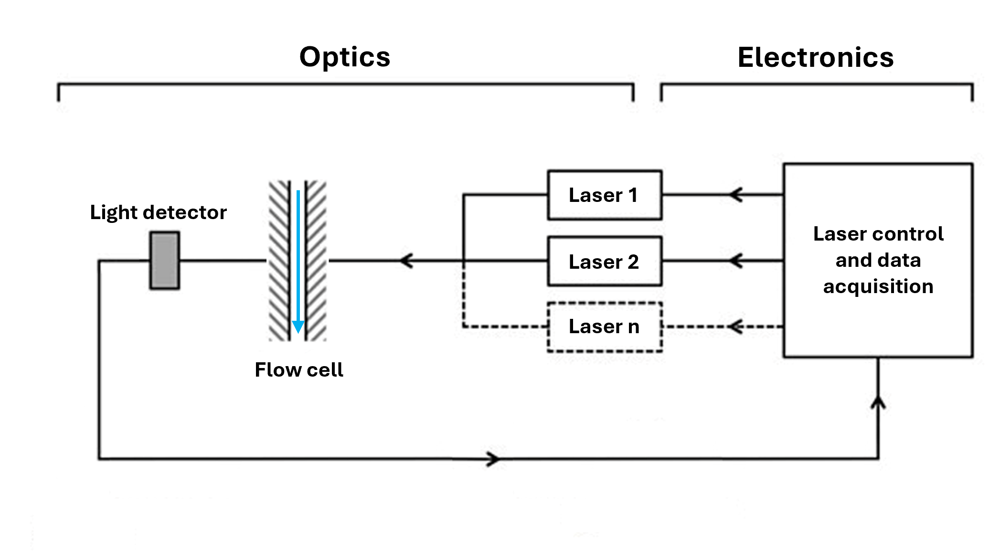 Optics
Electronics
Light detector
Laser 1
Laser 2
Laser n
Laser control
and data
acquisition
Flow cell